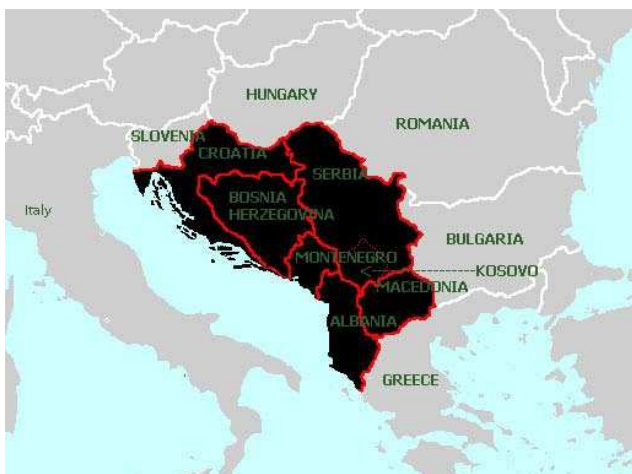 HUNGARY
ROMANIA
SLOVENIA
CROATIA
SERBIA
BOSNIA
HERZEGOVINA
Italy
BULGARIA
MONTENEGRO
KOSOVO
MACEDONIA
ALBANIA
GREECE